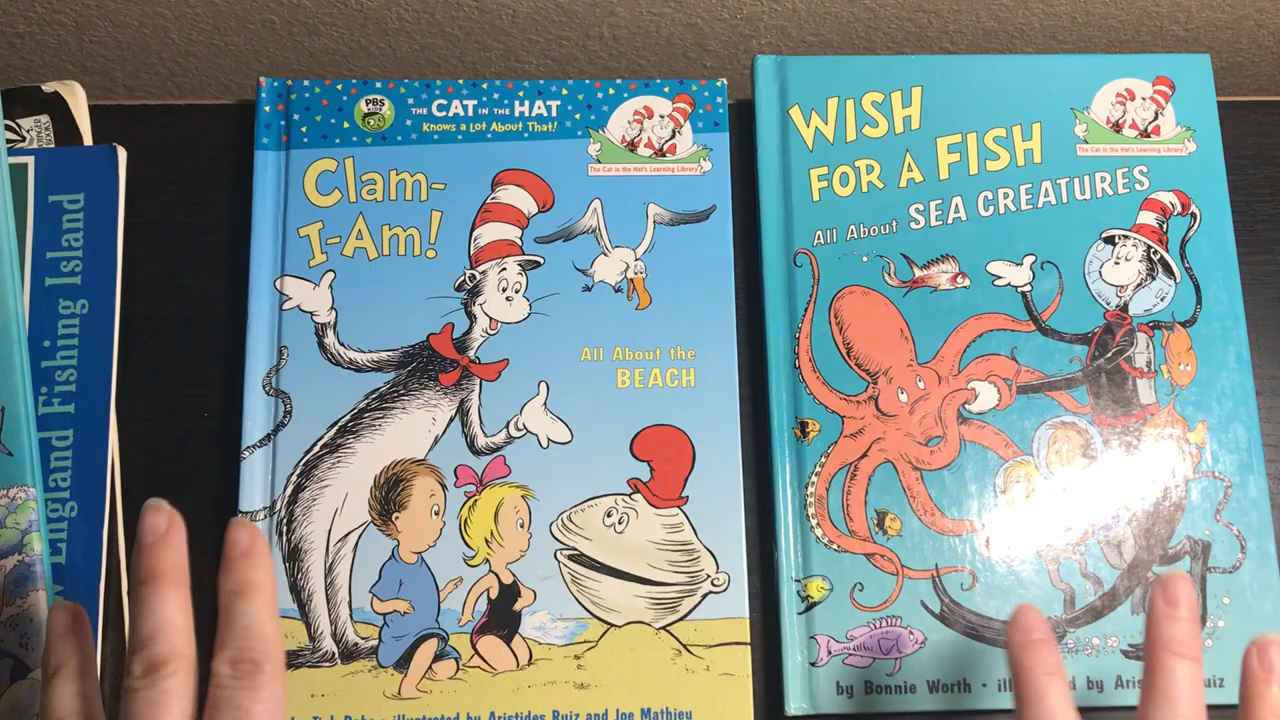 England Fishing Island
PBS
KIDS
THE CAT IN THE HAT
Knows a Lot About That!
The Cat in the Hat's Learning Library
Clam-
I-Am!
All About the
BEACH
illustrated by Aristides Ruiz and Joe Mathieu
WISH
FOR A FISH
All About SEA CREATURES
The Cat in the Hat's Learning Library
by Bonnie Worth • by